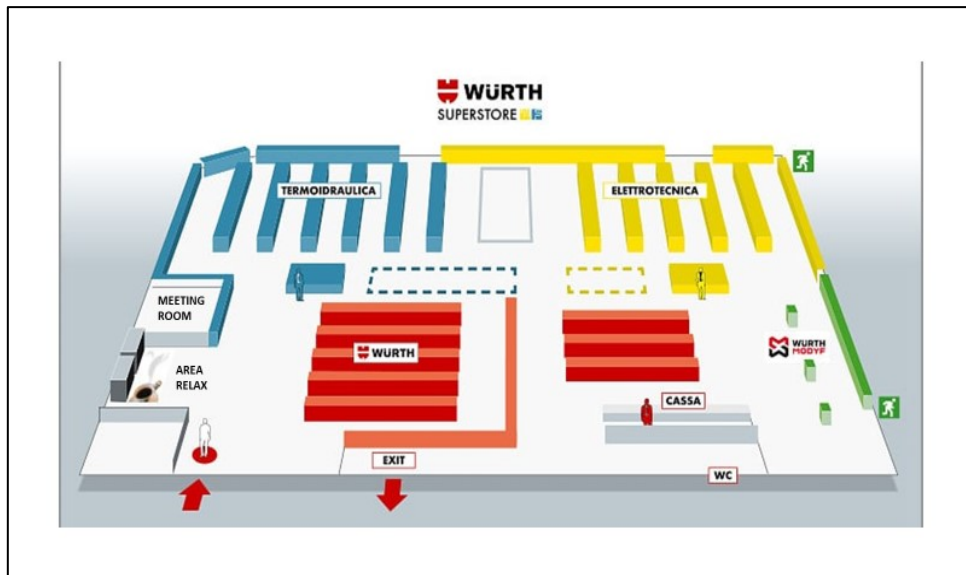 WÜRTH
SUPERSTORE
TERMOIDRAULICA
ELETTROTECNICA
MEETING
ROOM
WÜRTH
WÜRTH
MODYF
AREA
RELAX
CASSA
EXIT
WC